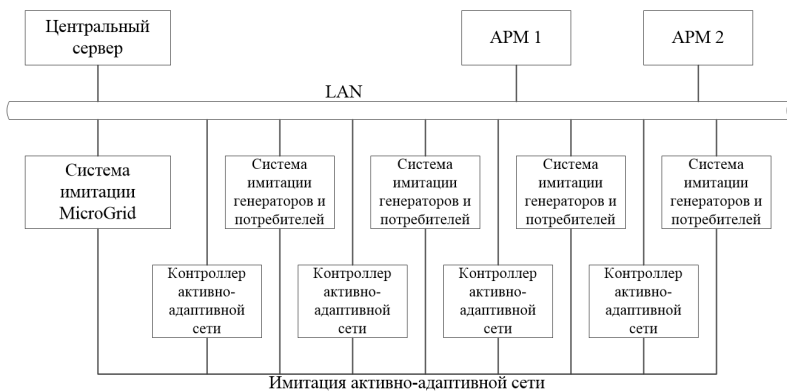 Центральный
сервер
АРМ 1
АРМ 2
LAN
Система
имитации
MicroGrid
Система
имитации
генераторов и
потребителей
Система
имитации
генераторов и
потребителей
Система
имитации
генераторов и
потребителей
Система
имитации
генераторов и
потребителей
Контроллер
активно-
адаптивной
сети
Контроллер
активно-
адаптивной
сети
Контроллер
активно-
адаптивной
сети
Контроллер
активно-
адаптивной
сети
Имитация активно-адаптивной сети